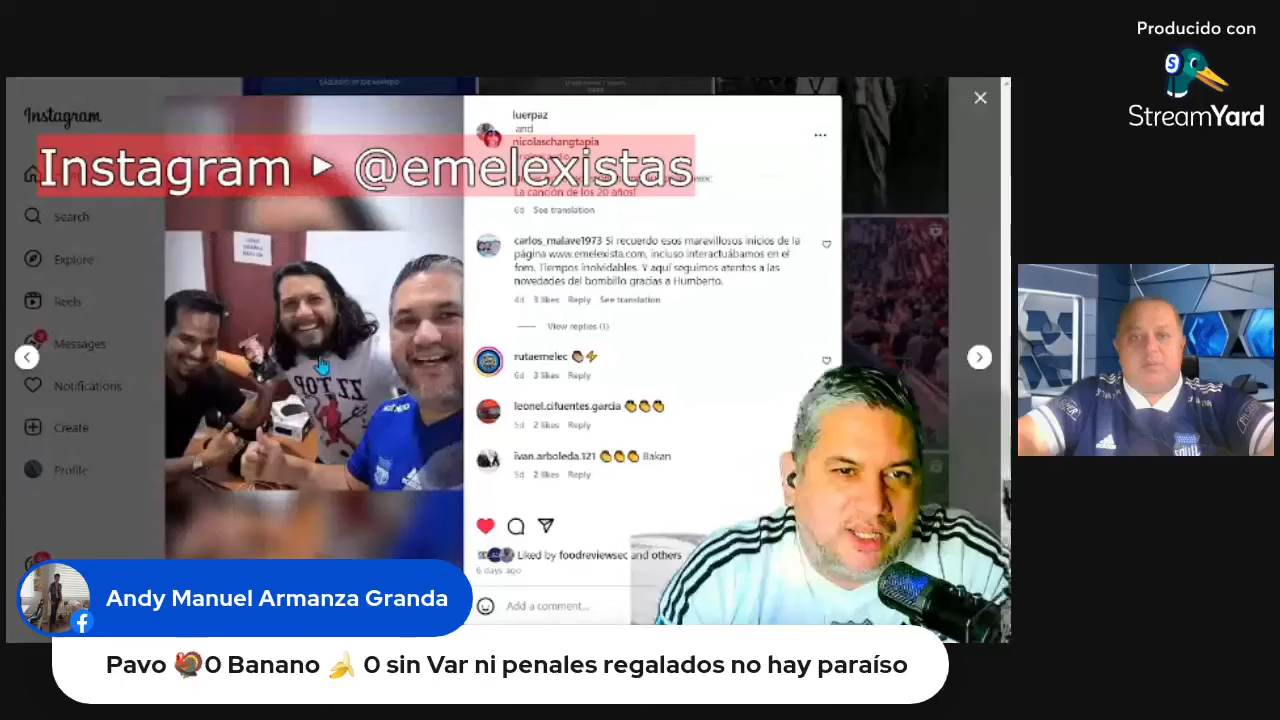 Producido con
StreamYard
SÁBADO
Instagram
luerpaz
and
nicolaschangtapia
Instagram ► @emelexistas
La canción de los 20 años!
6d See translation
Search
Explore
Reels
Messages
Notifications
Create
Profile
carlos_malave1973 Si recuerdo esos maravillosos inicios de la
página www.emelexista.com, incluso interactuábamos en el
foro. Tiempos inolvidables. Y aquí seguimos atentos a las
novedades del bombillo gracias a Humberto.
4d 3 likes Reply See translation
View replies (1)
rutaemelec 👏🏻⚡
6d 3 likes Reply
leonel.cifuentes.garcia 👏👏👏
5d 2 likes Reply
ivan.arboleda.121 👏👏👏 Bakan
5d 2 likes Reply
ZZ TOP
Liked by foodreviewsec and others
6 days ago
Add a comment...
Andy Manuel Armanza Granda
Pavo 🦃0 Banano 🍌 0 sin Var ni penales regalados no hay paraíso